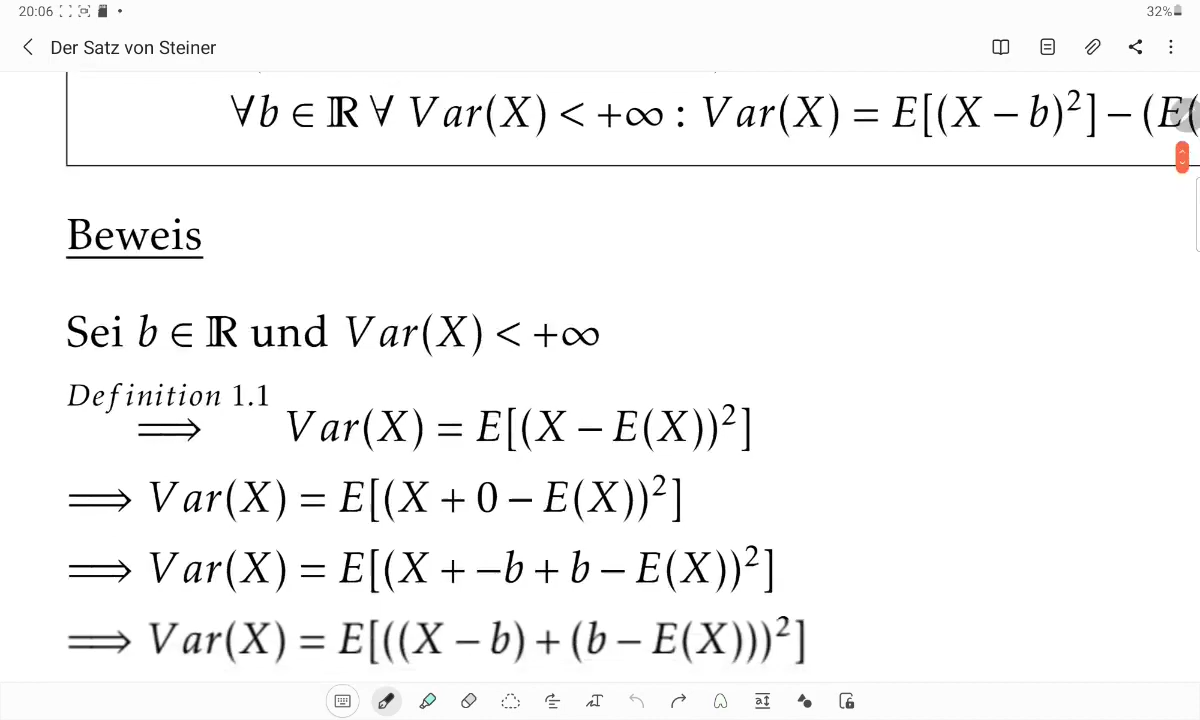 20:06 32%
Der Satz von Steiner
∀b ∈ ℝ ∀ Var(X) < +∞ : Var(X) = E[(X − b)²] − (E(
Beweis
Sei b ∈ ℝ und Var(X) < +∞
Definition 1.1
⟹ Var(X) = E[(X − E(X))²]
⟹ Var(X) = E[(X + 0 − E(X))²]
⟹ Var(X) = E[(X + −b + b − E(X))²]
⟹ Var(X) = E[((X − b) + (b − E(X)))²]